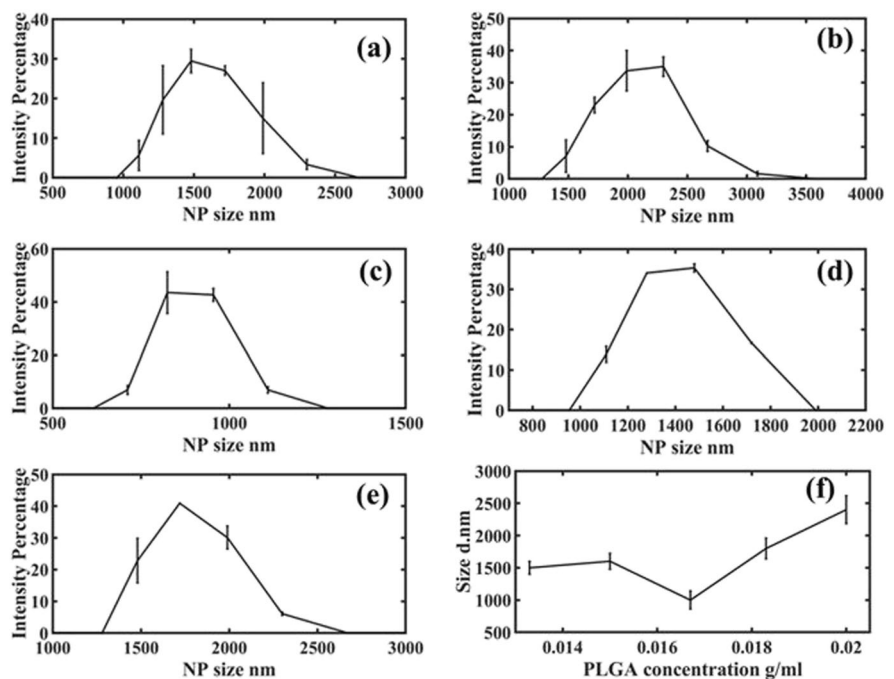 40
30
20
10
0
Intensity Percentage
(a)
500 1000 1500 2000 2500 3000
NP size nm
50
40
30
20
10
0
Intensity Percentage
(b)
1000 1500 2000 2500 3000 3500 4000
NP size nm
60
40
20
0
Intensity Percentage
(c)
500 1000 1500
NP size nm
40
30
20
10
0
Intensity Percentage
(d)
800 1000 1200 1400 1600 1800 2000 2200
NP size nm
50
40
30
20
10
0
Intensity Percentage
(e)
1000 1500 2000 2500 3000
NP size nm
3000
2500
2000
1500
1000
500
Size d.nm
(f)
0.014 0.016 0.018 0.02
PLGA concentration g/ml